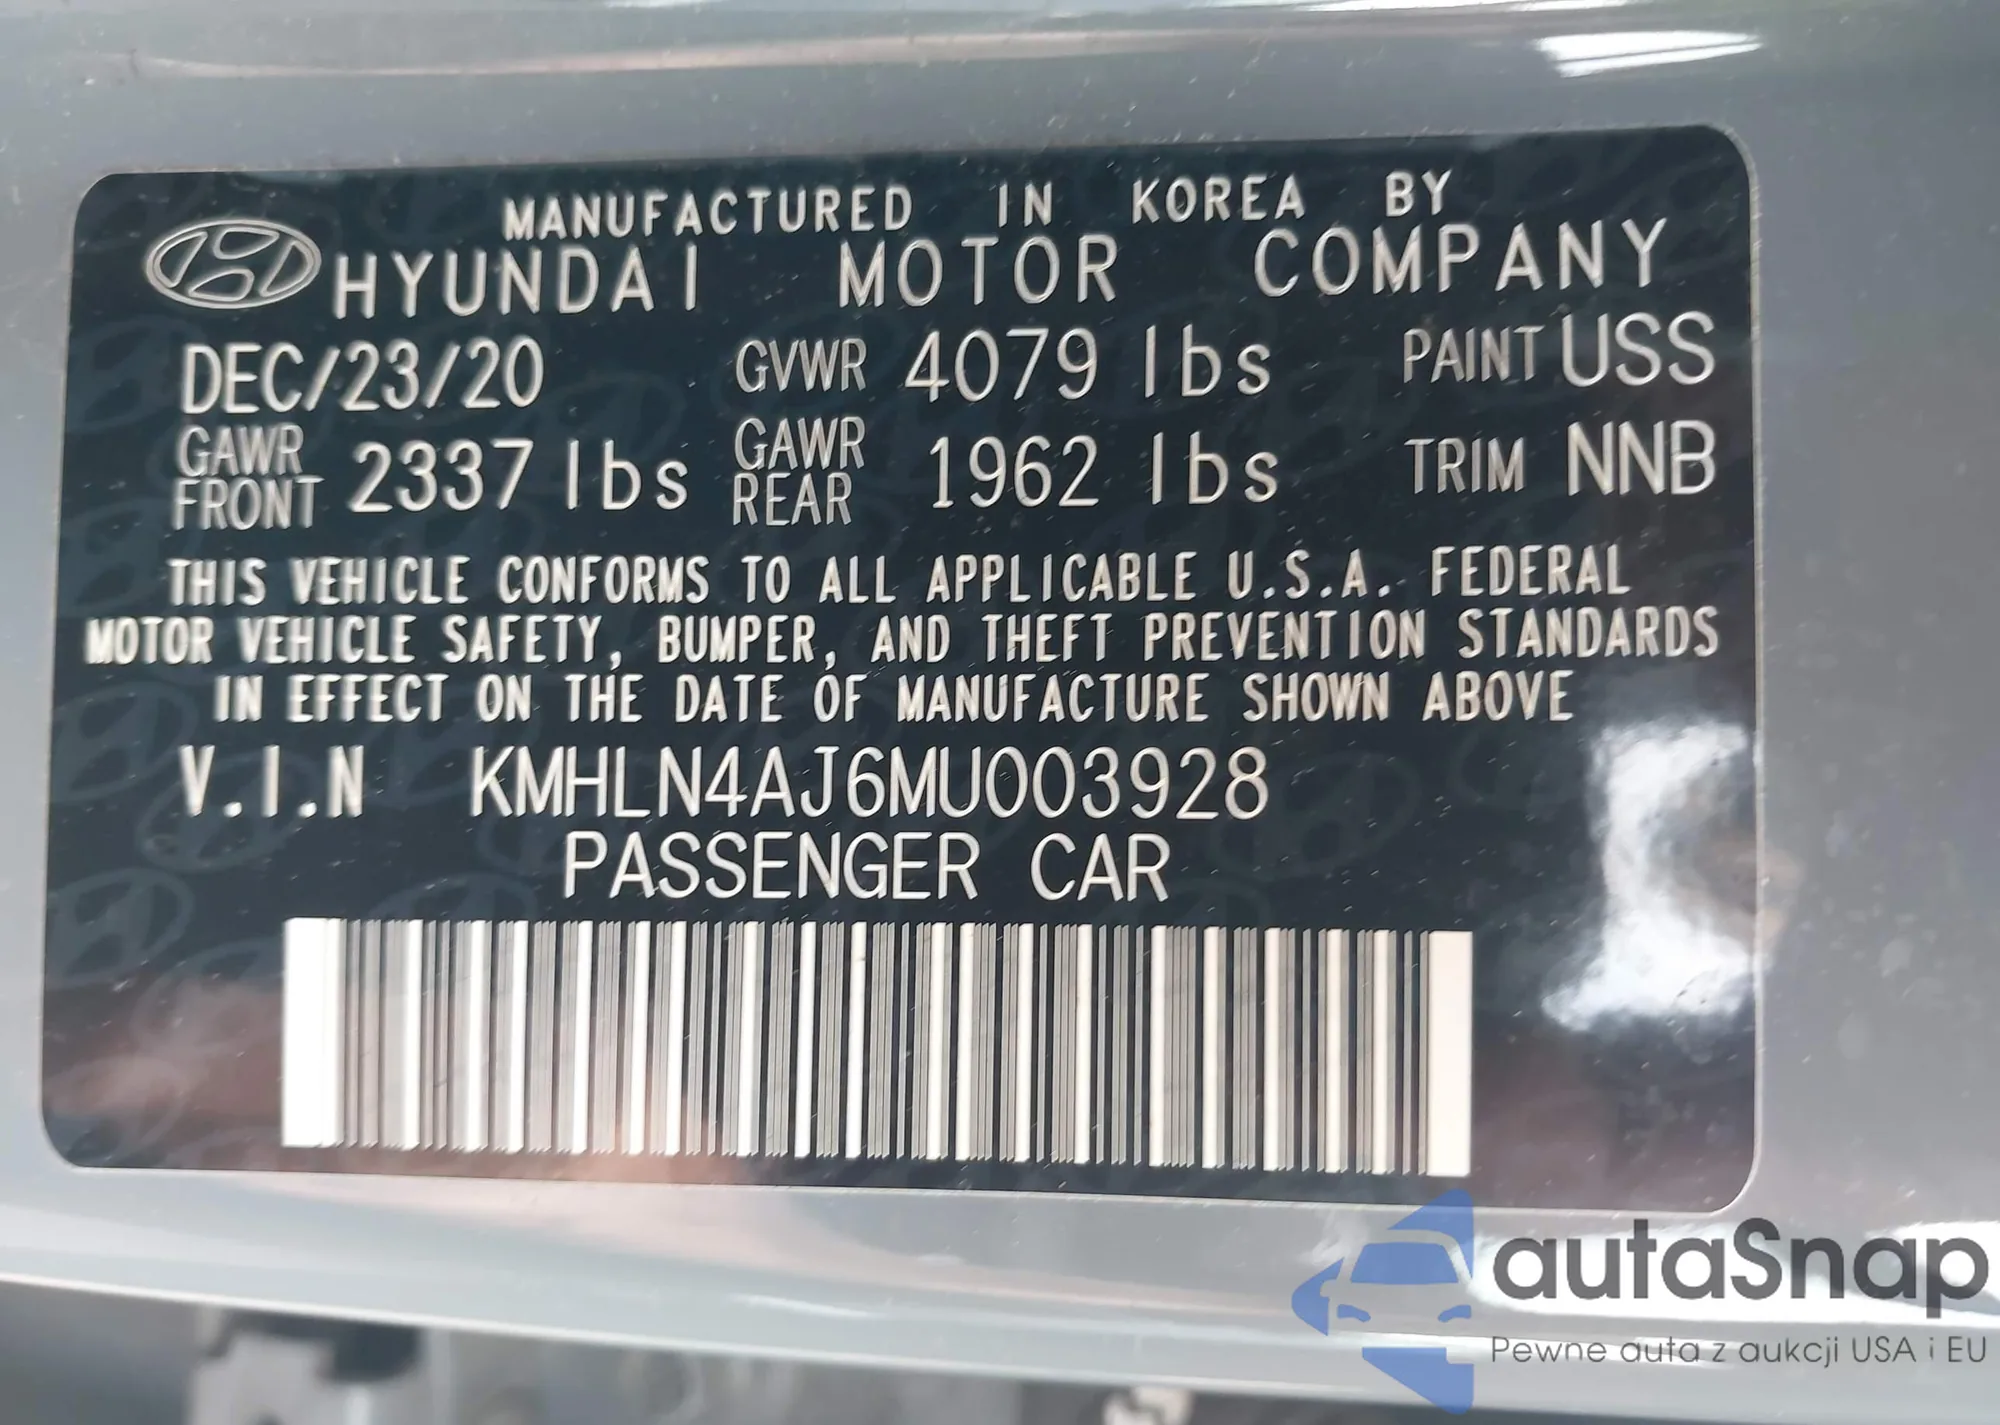 MANUFACTURED IN KOREA BY
HYUNDAI MOTOR COMPANY
DEC/23/20 GVWR 4079 lbs PAINT USS
GAWR FRONT 2337 lbs GAWR REAR 1962 lbs TRIM NNB
THIS VEHICLE CONFORMS TO ALL APPLICABLE U.S.A. FEDERAL
MOTOR VEHICLE SAFETY, BUMPER, AND THEFT PREVENTION STANDARDS
IN EFFECT ON THE DATE OF MANUFACTURE SHOWN ABOVE
V.I.N KMHLN4AJ6MU003928
PASSENGER CAR
autaSnap
Pewne auta z aukcji USA i EU